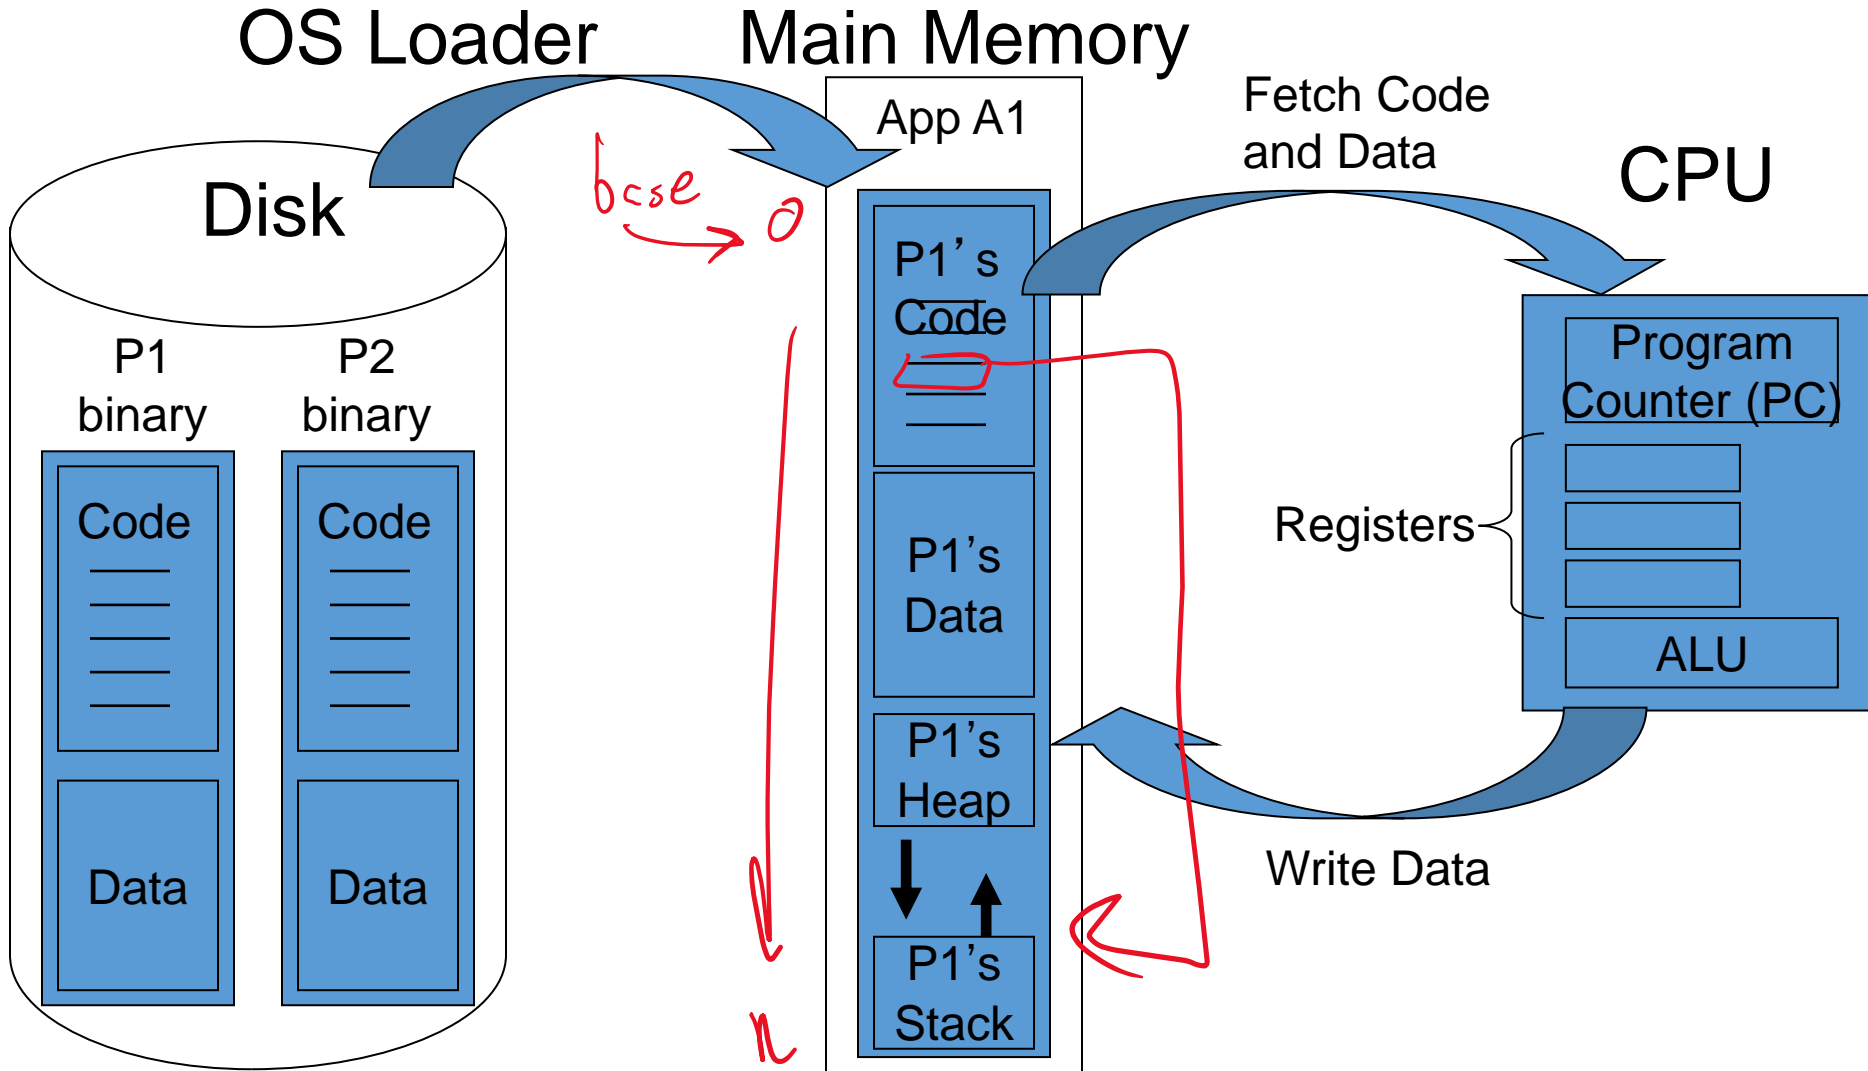 OS Loader
Main Memory
App A1
Fetch Code
and Data
CPU
Disk
base
0
P1
binary
P2
binary
Code
Data
Code
Data
P1’s
Code
P1’s
Data
P1’s
Heap
P1’s
Stack
n
Program
Counter (PC)
Registers
ALU
Write Data